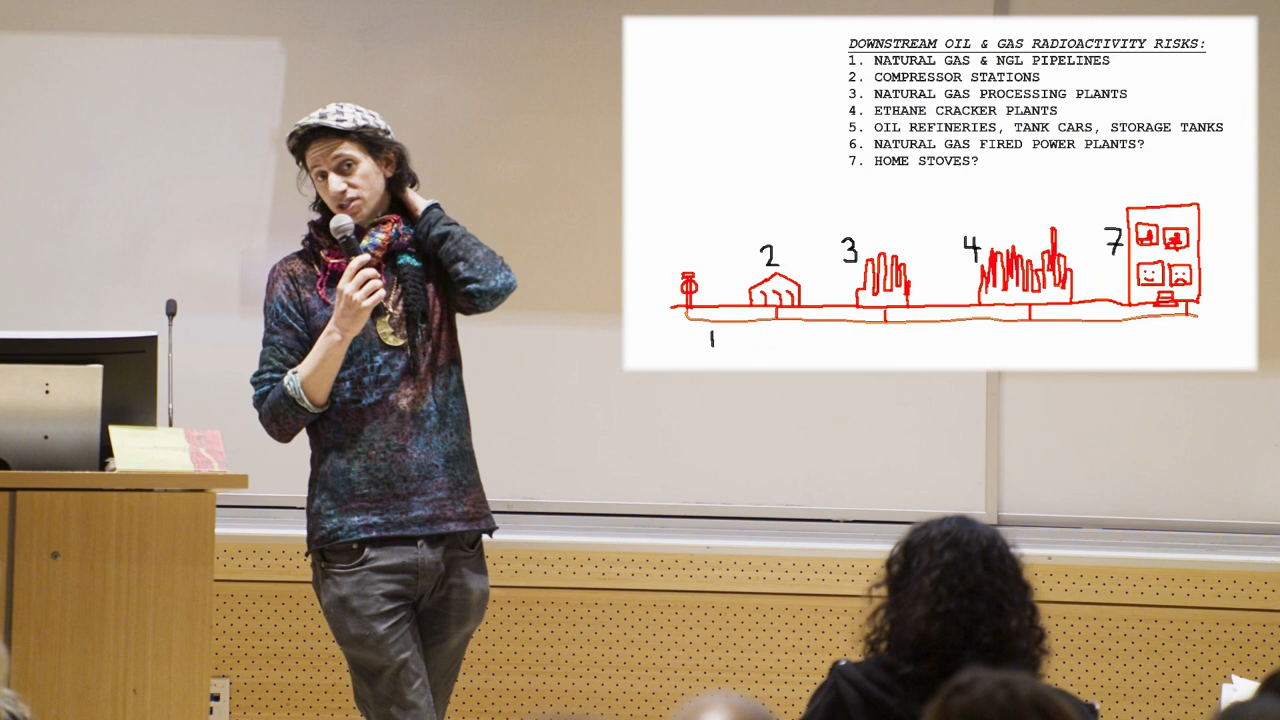 DOWNSTREAM OIL & GAS RADIOACTIVITY RISKS:
1. NATURAL GAS & NGL PIPELINES
2. COMPRESSOR STATIONS
3. NATURAL GAS PROCESSING PLANTS
4. ETHANE CRACKER PLANTS
5. OIL REFINERIES, TANK CARS, STORAGE TANKS
6. NATURAL GAS FIRED POWER PLANTS?
7. HOME STOVES?
2 3 4 7
1